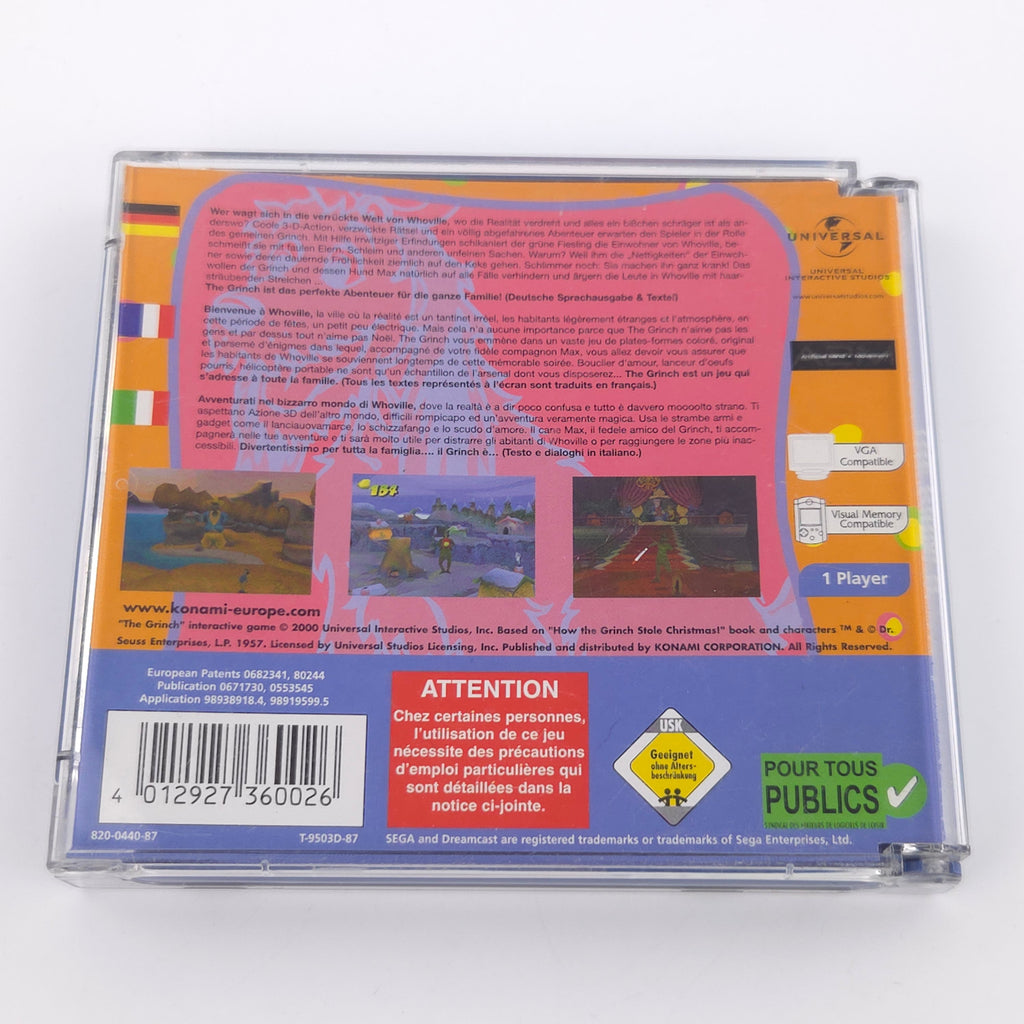 Wer wagt sich in die verrückte Welt von Whoville, wo die Realität verdreht und alles ein bißchen schräger ist als an-
derswo? Coole 3-D-Action, verzwickte Rätsel und ein völlig abgefahrenes Abenteuer erwarten den Spieler in der Rolle
des gemeinen Grinch. Mit Hilfe irrwitziger Erfindungen schikaniert der grüne Fiesling die Einwohner von Whoville, be-
schmeißt sie mit faulen Eiern, Schleim und anderen unfeinen Sachen. Warum? Weil ihm die „Nettigkeiten" der Einwoh-
ner sowie deren dauernde Fröhlichkeit ziemlich auf den Keks gehen. Schlimmer noch: Sie machen ihn ganz krank! Das
wollen der Grinch und dessen Hund Max natürlich auf alle Fälle verhindern und ärgern die Leute in Whoville mit haar-
sträubenden Streichen ...
The Grinch ist das perfekte Abenteuer für die ganze Familie! (Deutsche Sprachausgabe & Texte!)
Bienvenue à Whoville, la ville où la réalité est un tantinet irréel, les habitants légèrement étranges et l'atmosphère, en
cette période de fêtes, un petit peu électrique. Mais cela n'a aucune importance parce que The Grinch n'aime pas les
gens et par dessus tout n'aime pas Noël. The Grinch vous emmène dans un vaste jeu de plates-formes coloré, original
et parsemé d'énigmes dans lequel, accompagné de votre fidèle compagnon Max, vous allez devoir vous assurer que
les habitants de Whoville se souviennent longtemps de cette mémorable soirée. Bouclier d'amour, lanceur d'oeufs
pourris, hélicoptère portable ne sont qu'un échantillon de l'arsenal dont vous disposerez... The Grinch est un jeu qui
s'adresse à toute la famille. (Tous les textes représentés à l'écran sont traduits en français.)
Avventurati nel bizzarro mondo di Whoville, dove la realtà è a dir poco confusa e tutto è davvero moooolto strano. Ti
aspettano Azione 3D dell'altro mondo, difficili rompicapo ed un'avventura veramente magica. Usa le strambe armi e
gadget come il lanciauovamarce, lo schizzafango e lo scudo d'amore. Il cane Max, il fedele amico del Grinch, ti accom-
pagnerà nelle tue avventure e ti sarà molto utile per distrarre gli abitanti di Whoville o per raggiungere le zone piu inac-
cessibili. Divertentissimo per tutta la famiglia.... il Grinch è... (Testo e dialoghi in italiano.)
UNIVERSAL
UNIVERSAL
INTERACTIVE STUDIOS
www.universalstudios.com
Artificial Mind & Movement
VGA
Compatible
Visual Memory
Compatible
1 Player
154
www.konami-europe.com
"The Grinch" interactive game © 2000 Universal Interactive Studios, Inc. Based on "How the Grinch Stole Christmas!" book and characters ™ & © Dr.
Seuss Enterprises, L.P. 1957. Licensed by Universal Studios Licensing, Inc. Published and distributed by KONAMI CORPORATION. All Rights Reserved.
European Patents 0682341, 80244
Publication 0671730, 0553545
Application 98938918.4, 98919599.5
4 012927 360026
820-0440-87
T-9503D-87
ATTENTION
Chez certaines personnes,
l'utilisation de ce jeu
nécessite des précautions
d'emploi particulières qui
sont détaillées dans la
notice ci-jointe.
USK
Geeignet
ohne Alters-
beschränkung
POUR TOUS
PUBLICS
SYNDICAT DES EDITEURS DE LOGICIELS DE LOISIR
SEGA and Dreamcast are registered trademarks or trademarks of Sega Enterprises, Ltd.